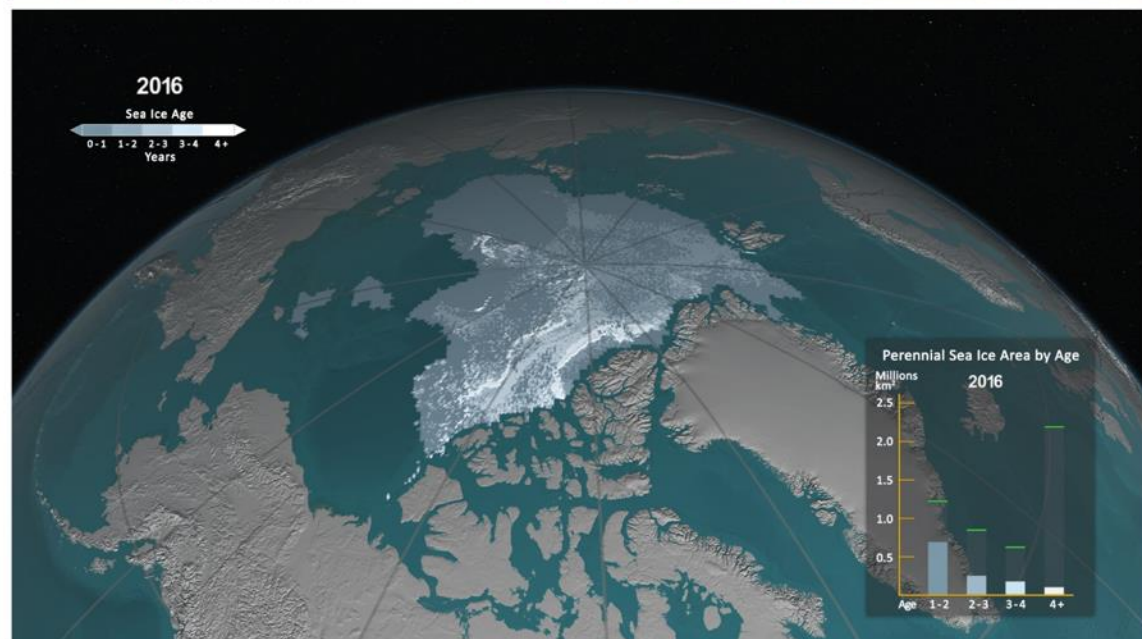 2016
Sea Ice Age
0-1 1-2 2-3 3-4 4+
Years
Perennial Sea Ice Area by Age
Millions
km²
2016
2.5
2.0
1.5
1.0
0.5
Age 1-2 2-3 3-4 4+